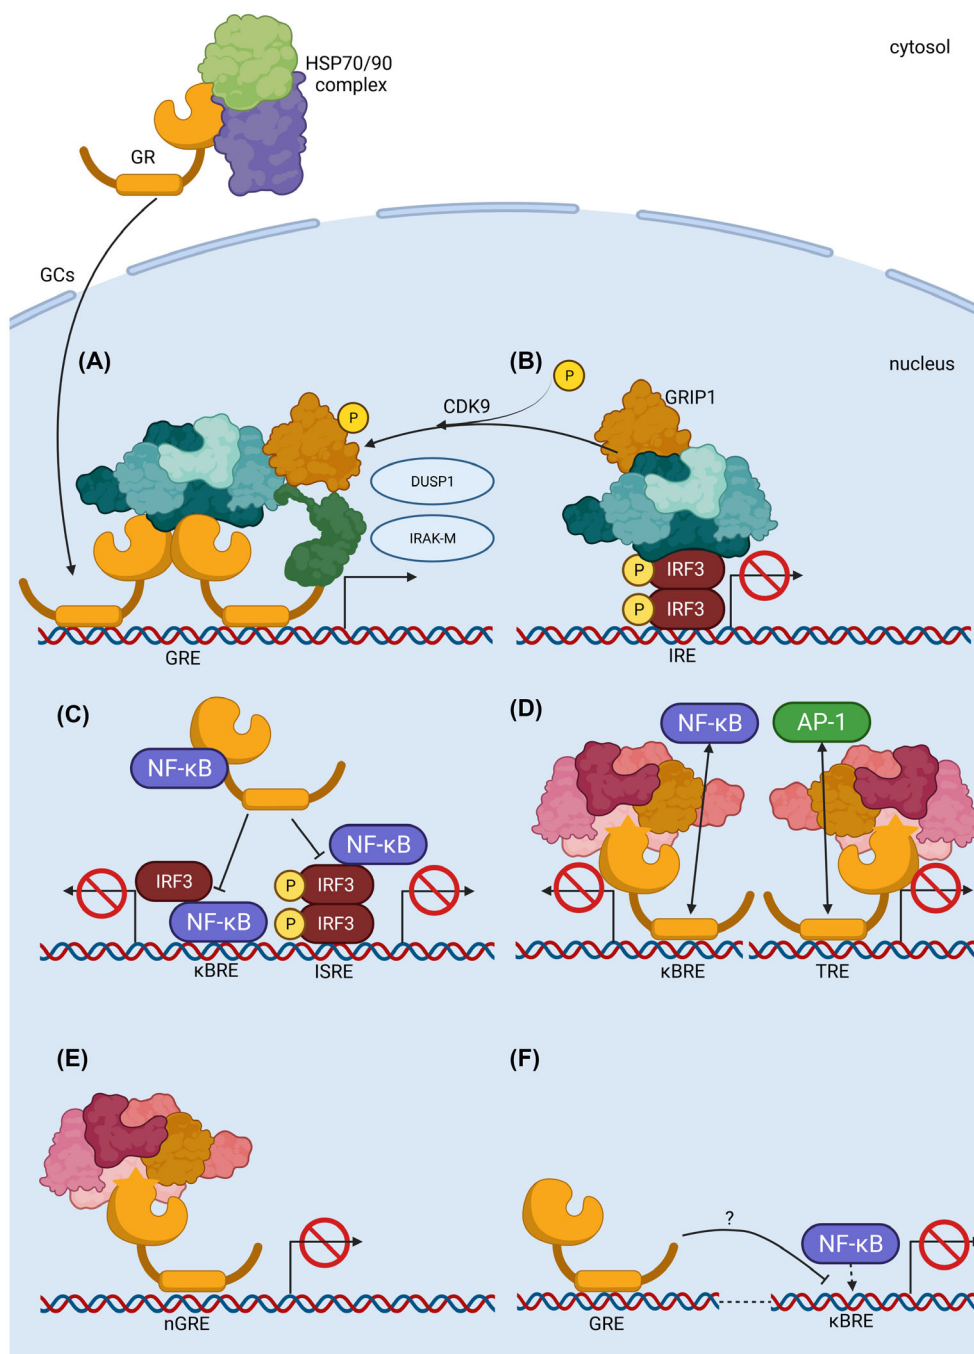 cytosol
HSP70/90
complex
GR
GCs
(A)
(B)
nucleus
P
CDK9
GRIP1
P
DUSP1
IRAK-M
P
IRF3
P
IRF3
GRE
IRE
(C)
(D)
NF-κB
AP-1
NF-κB
NF-κB
IRF3
P
IRF3
NF-κB
P
IRF3
κBRE
ISRE
κBRE
TRE
(E)
(F)
?
NF-κB
nGRE
GRE
κBRE